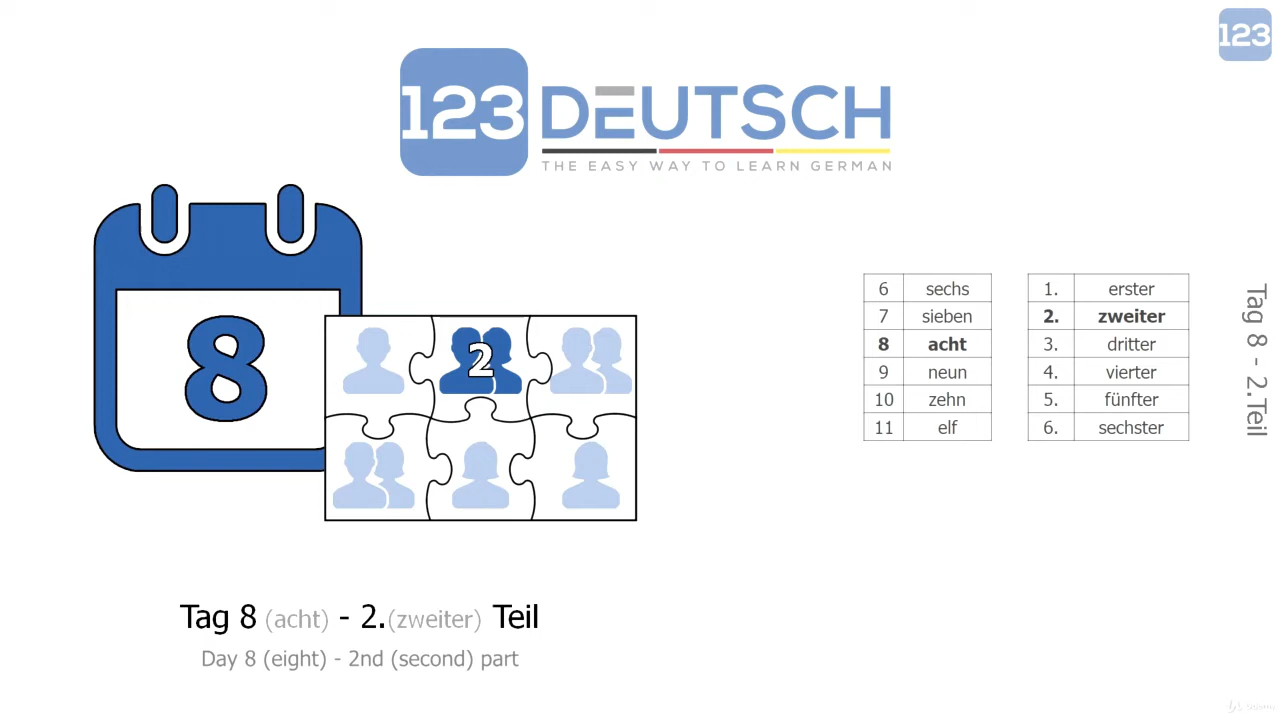 123
123 DEUTSCH
THE EASY WAY TO LEARN GERMAN
8
2
6 sechs
7 sieben
8 acht
9 neun
10 zehn
11 elf
1. erster
2. zweiter
3. dritter
4. vierter
5. fünfter
6. sechster
Tag 8 - 2.Teil
Tag 8 (acht) - 2.(zweiter) Teil
Day 8 (eight) - 2nd (second) part